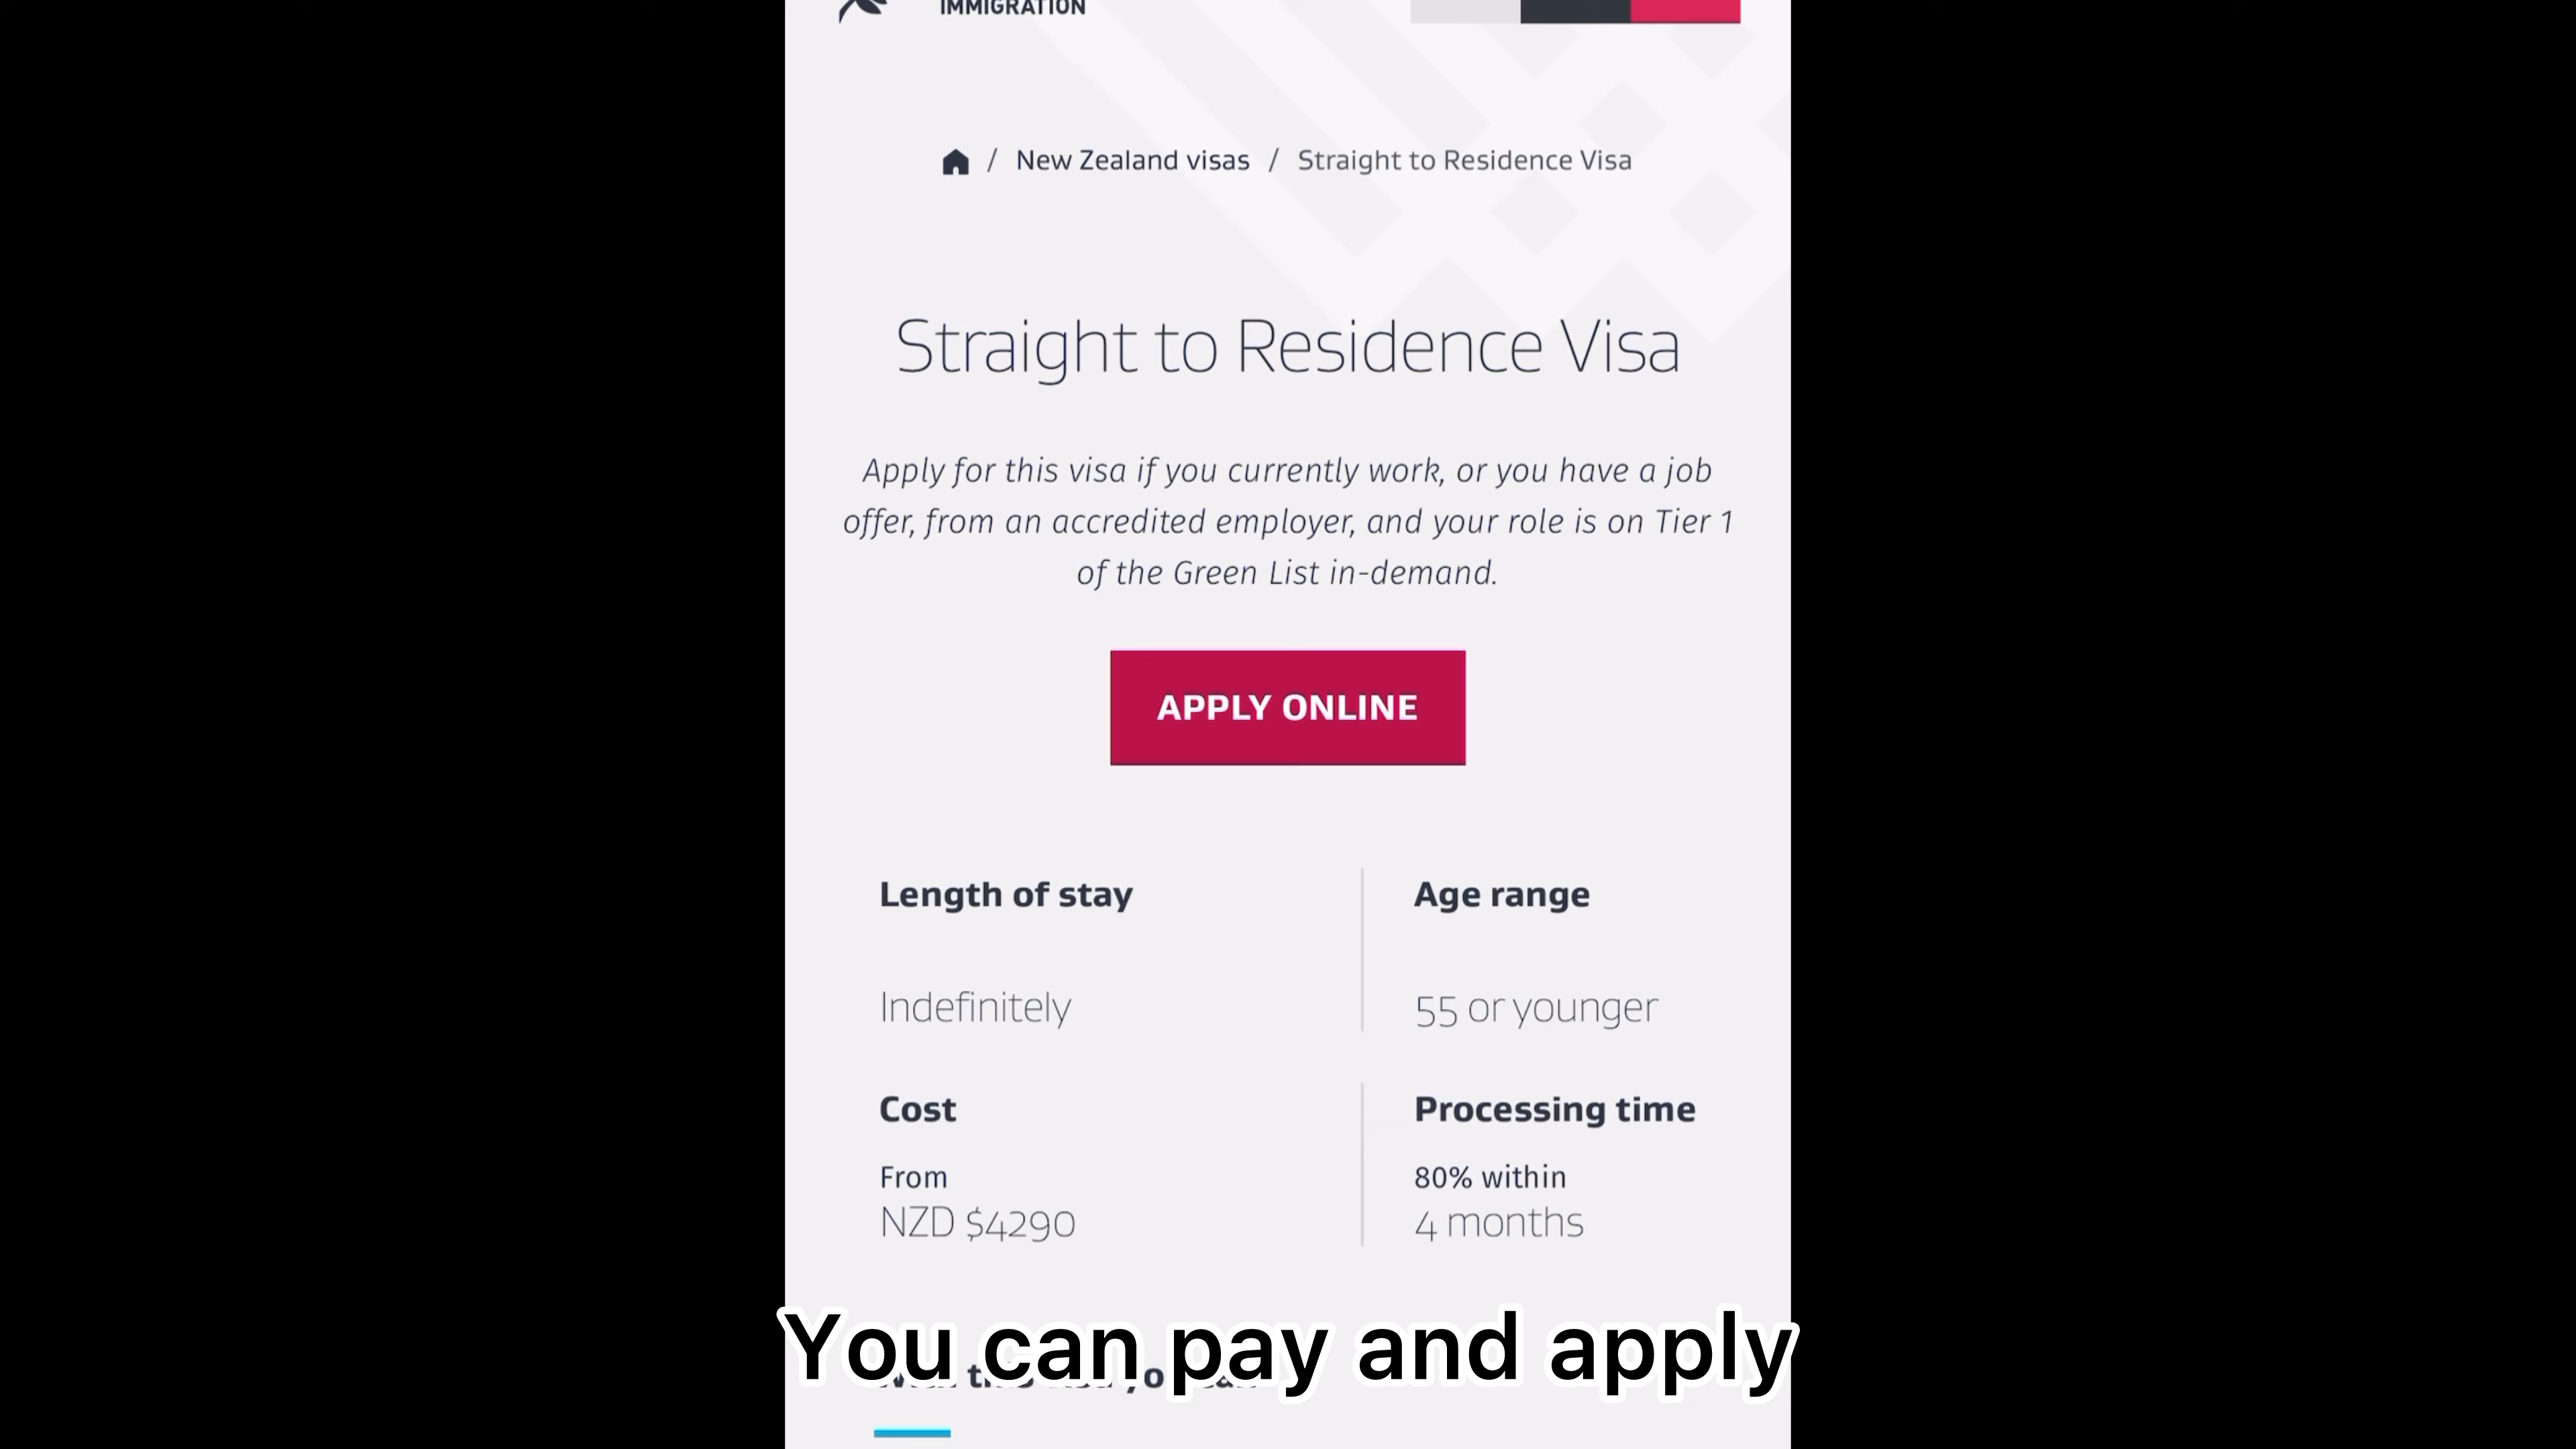 IMMIGRATION
/ New Zealand visas / Straight to Residence Visa
Straight to Residence Visa
Apply for this visa if you currently work, or you have a job
offer, from an accredited employer, and your role is on Tier 1
of the Green List in-demand.
APPLY ONLINE
Length of stay
Indefinitely
Age range
55 or younger
Cost
From
NZD $4290
Processing time
80% within
4 months
You can pay and apply